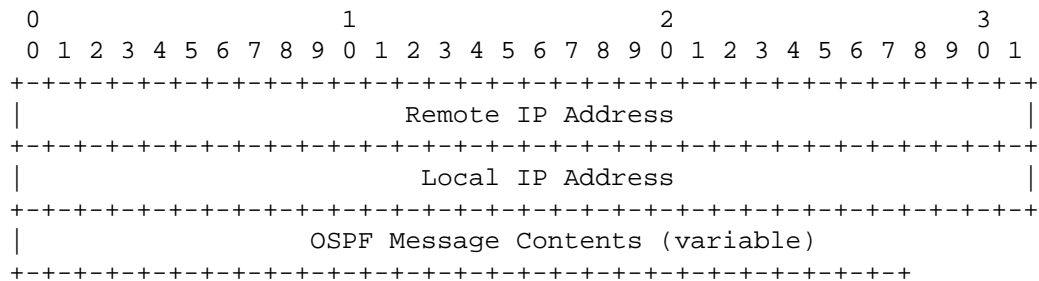 0                   1                   2                   3
 0 1 2 3 4 5 6 7 8 9 0 1 2 3 4 5 6 7 8 9 0 1 2 3 4 5 6 7 8 9 0 1
+-+-+-+-+-+-+-+-+-+-+-+-+-+-+-+-+-+-+-+-+-+-+-+-+-+-+-+-+-+-+-+-+
|                        Remote IP Address                      |
+-+-+-+-+-+-+-+-+-+-+-+-+-+-+-+-+-+-+-+-+-+-+-+-+-+-+-+-+-+-+-+-+
|                         Local IP Address                      |
+-+-+-+-+-+-+-+-+-+-+-+-+-+-+-+-+-+-+-+-+-+-+-+-+-+-+-+-+-+-+-+-+
|                  OSPF Message Contents (variable)
+-+-+-+-+-+-+-+-+-+-+-+-+-+-+-+-+-+-+-+-+-+-+-+-+-+-+-+-+